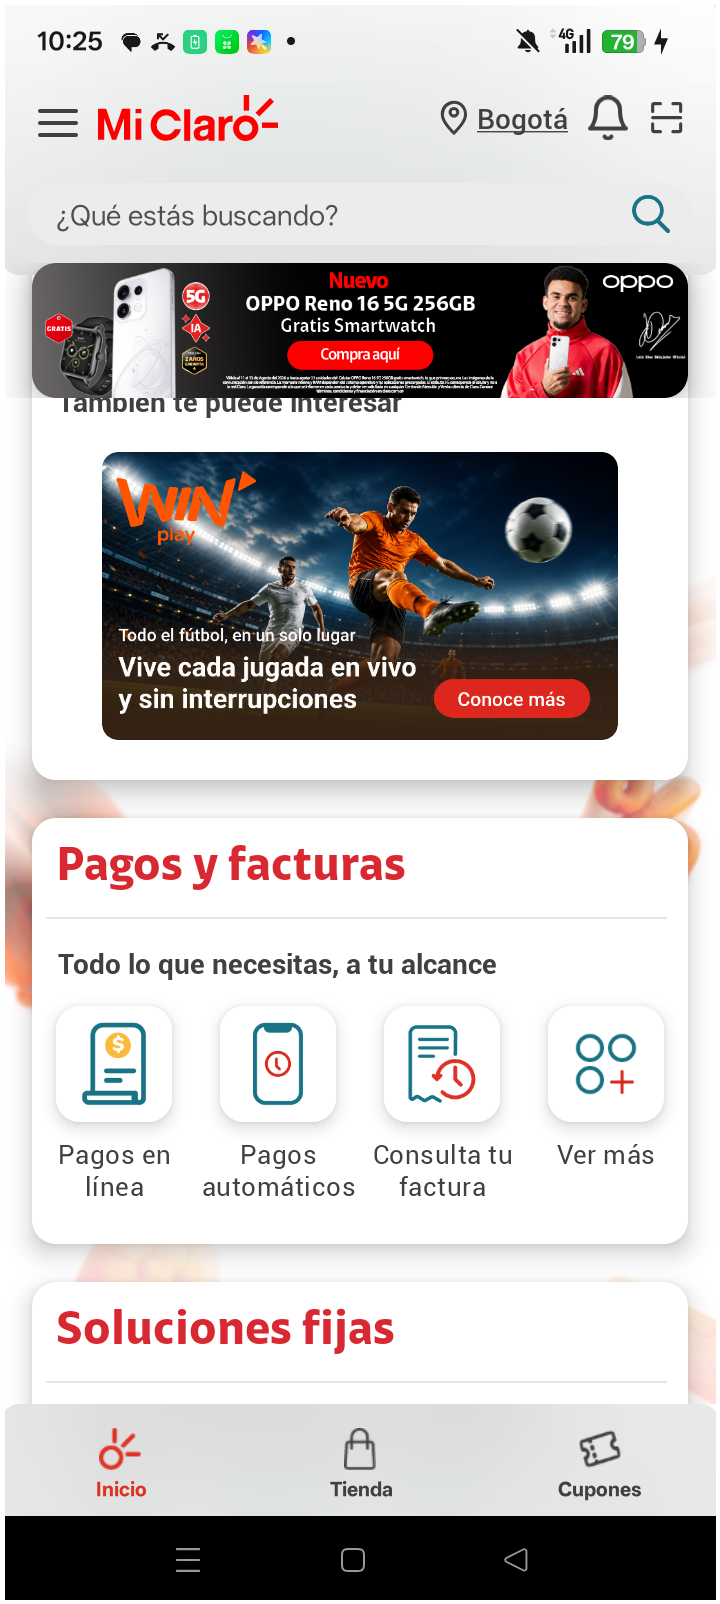 10:25
4G
79
Mi Claro
Bogotá
¿Qué estás buscando?
Nuevo
OPPO Reno 16 5G 256GB
Gratis Smartwatch
Compra aquí
GRATIS
5G
IA
2 AÑOS
oppo
También te puede interesar
WIN
play
Todo el fútbol, en un solo lugar
Vive cada jugada en vivo
y sin interrupciones
Conoce más
Pagos y facturas
Todo lo que necesitas, a tu alcance
Pagos en
línea
Pagos
automáticos
Consulta tu
factura
Ver más
Soluciones fijas
Inicio
Tienda
Cupones